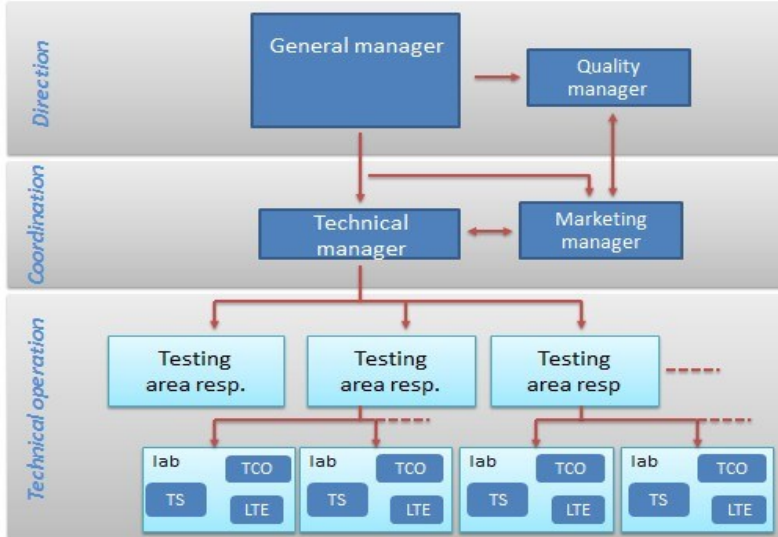 Direction
General manager
Quality
manager
Coordination
Technical
manager
Marketing
manager
Technical operation
Testing
area resp.
Testing
area resp.
Testing
area resp
lab
TCO
TS
LTE
lab
TCO
TS
LTE
lab
TCO
TS
LTE
lab
TCO
TS
LTE